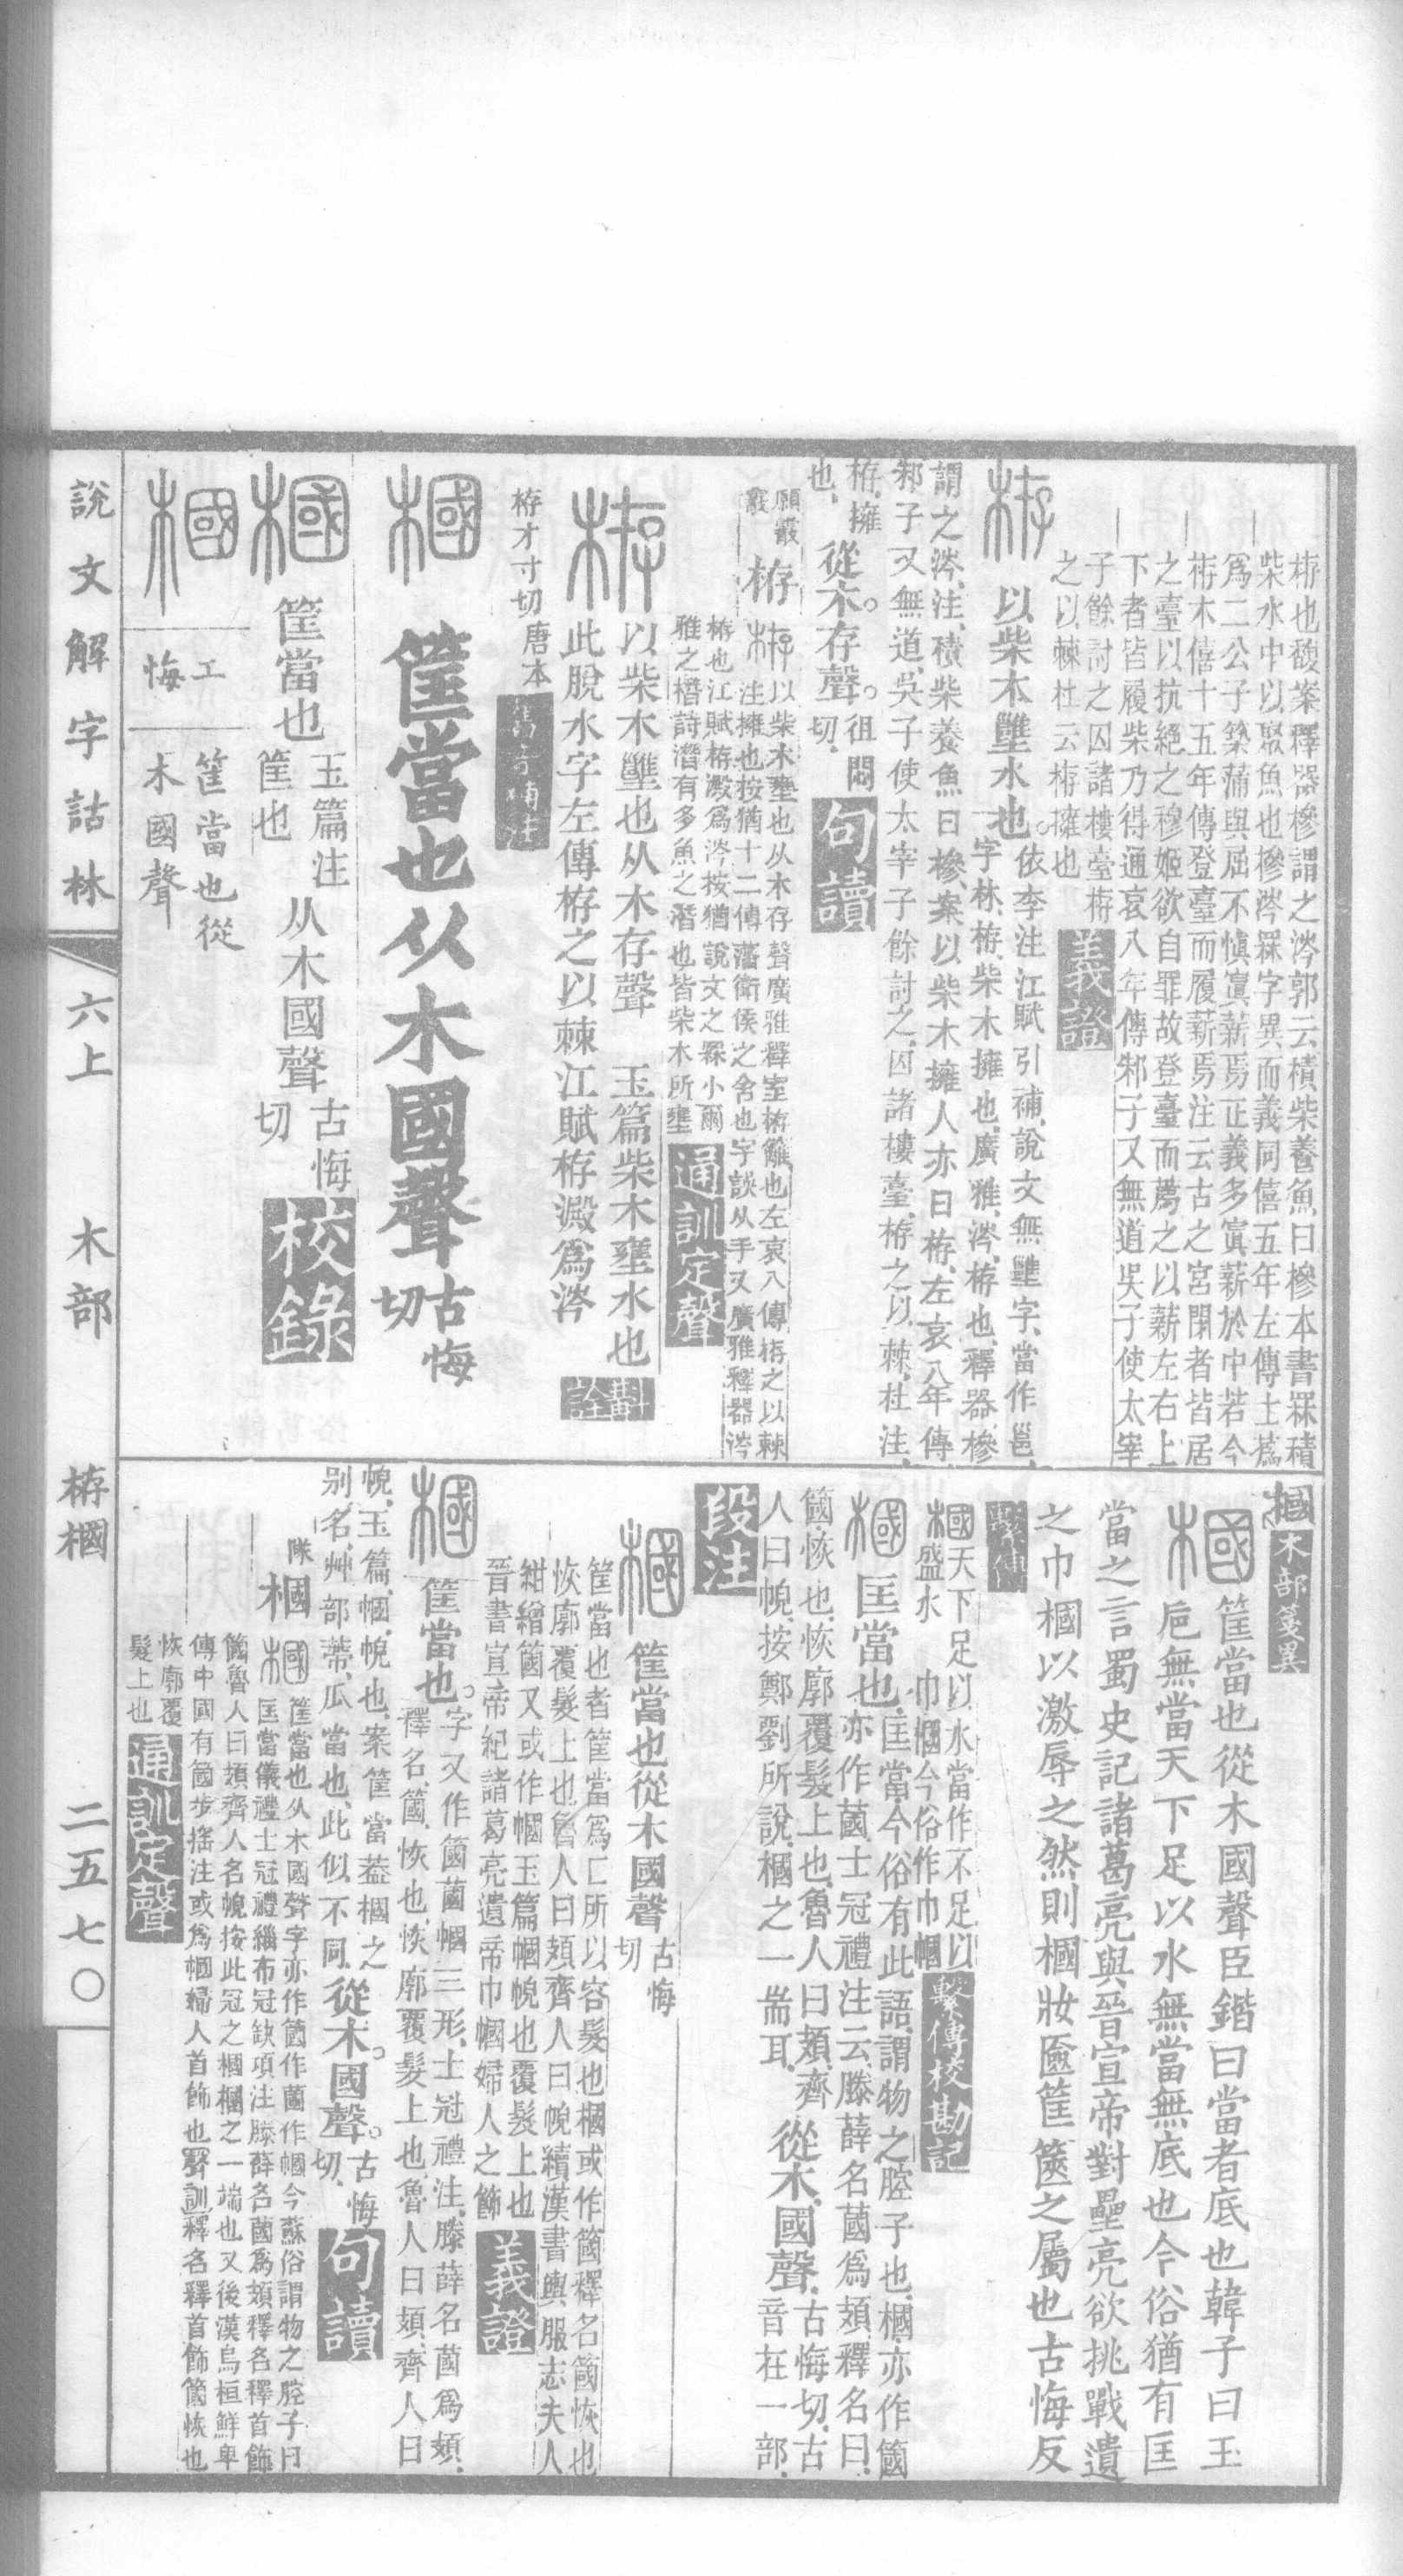 栫也馥案釋器槮謂之涔郭云積柴養魚曰槮本書罧積
柴水中以聚魚也槮涔罧字異而義同僖五年左傳士蔿
爲二公子築蒲與屈不愼寘薪焉正義多寘薪於中若今
栫木僖十五年傳登臺而履薪焉注云古之宮閉者皆居
之臺以抗絕之穆姬欲自罪故登臺而薦之以薪左右上
下者皆履柴乃得通哀八年傳邾子又無道吳子使太宰
子餘討之囚諸樓臺栫
之以棘杜云栫擁也
義證
栫
以柴木𡐊水也。
依李注江賦引補說文無𡐊字當作邕
字林栫柴木擁也廣雅涔栫也釋器槮
謂之涔注積柴養魚曰槮案以柴木擁人亦曰栫左哀八年傳
邾子又無道吳子使太宰子餘討之囚諸樓臺栫之以棘杜注
栫擁
也
從木。存聲。
徂悶
切
句讀
願叢
栫
栫以柴木𡐊也从木存聲廣雅釋室栫籬也左哀八傳栫之以棘
注擁也按猶十二傳藩衛侯之舍也字誤从手又廣雅釋器涔
栫也江賦栫澱爲涔按猶說文之罧小爾
雅之橬詩潛有多魚之潛也皆柴木所壅
通訓定聲
栫
以柴木𡐊也从木存聲 玉篇柴木壅水也
此脫水字左傳栫之以棘江賦栫澱爲涔
斠詮
栫才寸切唐本
槶
筐當也从木國聲
古悔
切
槶
筐當也
玉篇注
筐也
从木國聲
古悔
切
校錄
槶
工
悔
筐當也從
木國聲
說文解字詁林
六上
木部
栫槶
二五七〇
槶
木部箋異
槶
筐當也從木國聲臣鍇曰當者底也韓子曰玉
巵無當天下足以水無當無底也今俗猶有匡
當之言蜀史記諸葛亮與晉宣帝對壘亮欲挑戰遺
之巾槶以激辱之然則槶妝匳筐篋之屬也古悔反
繫傳
槶天下足以水當作不足以
盛水 巾槶今俗作巾幗
繫傳校勘記
槶
匡當也
匡當今俗有此語謂物之腔子也槶亦作簂
亦作蔮士冠禮注云滕薛名蔮爲頍釋名曰
簂恢也恢廓覆髮上也魯人曰頍齊
人曰帨按鄭劉所說槶之一耑耳
從木國聲
古悔切古
音在一部
段注
槶
筐當也從木國聲
古悔
切
筐當也者筐當爲匚所以容髮也槶或作簂釋名簂恢也
恢廓覆髮上也魯人曰頍齊人曰帨續漢書輿服志夫人
紺繒簂又或作幗玉篇幗帨也覆髮上也
晉書宣帝紀諸葛亮遺帝巾幗婦人之飾
義證
槶
筐當也。
字又作簂蔮幗三形士冠禮注滕薛名蔮爲頍
釋名簂恢也恢廓覆髮上也魯人曰頍齊人曰
帨玉篇幗帨也案筐當葢槶之
別名艸部蔕瓜當也此似不同
從木。國聲。
古悔
切
句讀
隊
槶
槶筐當也从木國聲字亦作簂作蔮作幗今蘇俗謂物之腔子曰
匡當儀禮士冠禮緇布冠缺項注滕薛名蔮爲頍釋名釋首飾
簂魯人曰頍齊人名帨按此冠之槶槶之一端也又後漢烏桓鮮卑
傳中國有簂步搖注或爲幗婦人首飾也聲訓釋名釋首飾簂恢也
恢廓覆
髮上也
通訓定聲